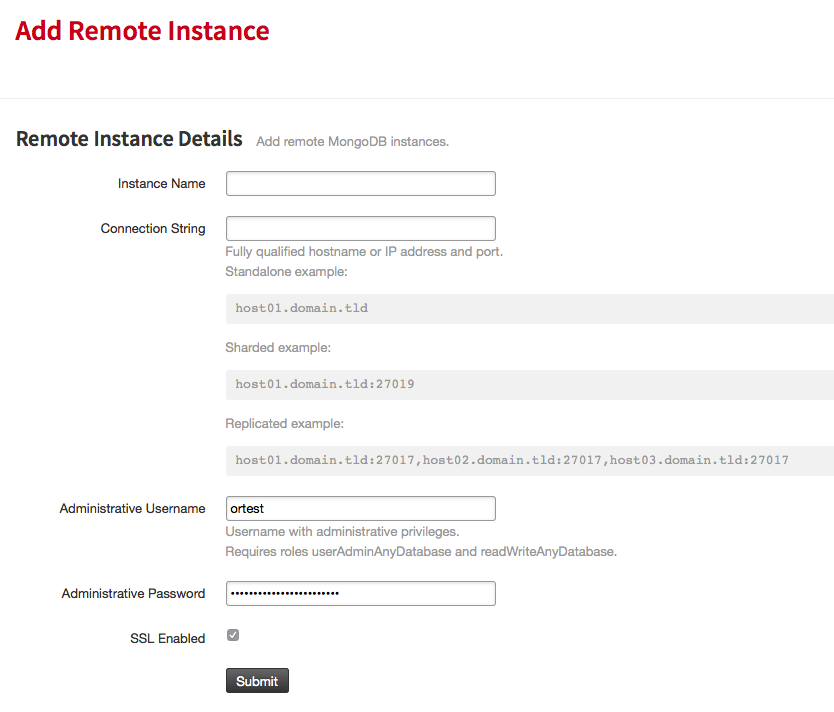 Add Remote Instance
Remote Instance Details Add remote MongoDB instances.
Instance Name
Connection String
Fully qualified hostname or IP address and port.
Standalone example:
host01.domain.tld
Sharded example:
host01.domain.tld:27019
Replicated example:
host01.domain.tld:27017,host02.domain.tld:27017,host03.domain.tld:27017
Administrative Username ortest
Username with administrative privileges.
Requires roles userAdminAnyDatabase and readWriteAnyDatabase.
Administrative Password ••••••••••••••••••••••••
SSL Enabled
Submit